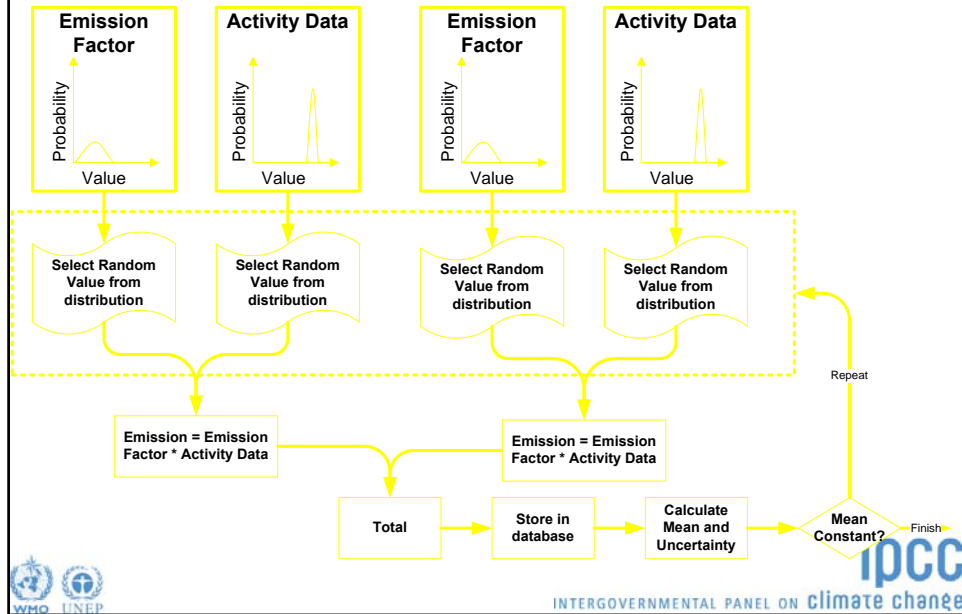 Emission
Factor
Probability
Value
Activity Data
Probability
Value
Emission
Factor
Probability
Value
Activity Data
Probability
Value
Select Random
Value from
distribution
Select Random
Value from
distribution
Select Random
Value from
distribution
Select Random
Value from
distribution
Repeat
Emission = Emission
Factor * Activity Data
Emission = Emission
Factor * Activity Data
Total
Store in
database
Calculate
Mean and
Uncertainty
Mean
Constant?
Finish
ipcc
WMO UNEP
INTERGOVERNMENTAL PANEL ON climate change